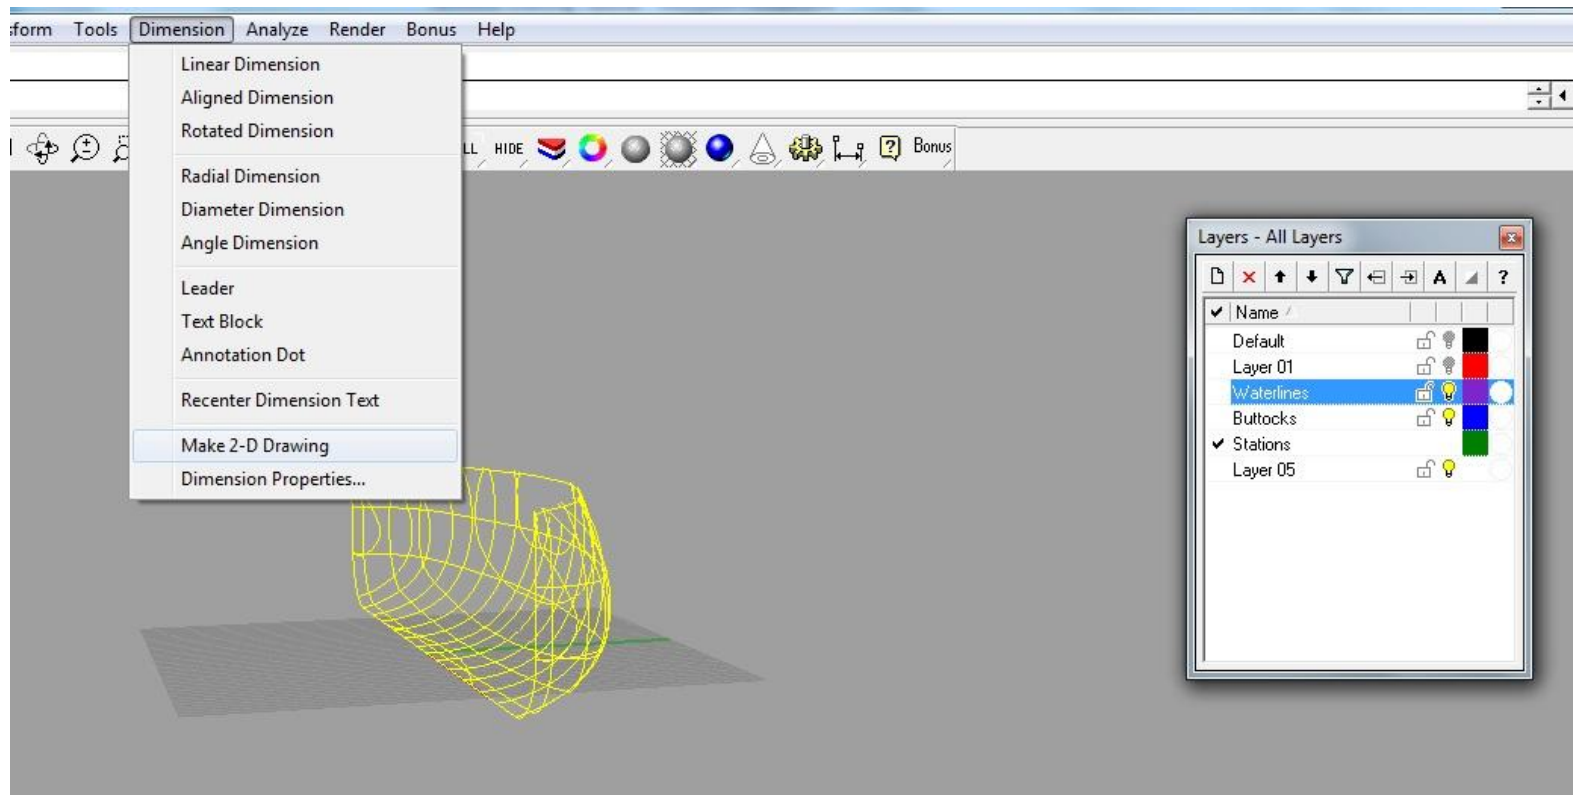 sform Tools Dimension Analyze Render Bonus Help
Linear Dimension
Aligned Dimension
Rotated Dimension
Radial Dimension
Diameter Dimension
Angle Dimension
Leader
Text Block
Annotation Dot
Recenter Dimension Text
Make 2-D Drawing
Dimension Properties...
LL HIDE ? Bonus
Layers - All Layers
A ?
Name
Default
Layer 01
Waterlines
Buttocks
Stations
Layer 05